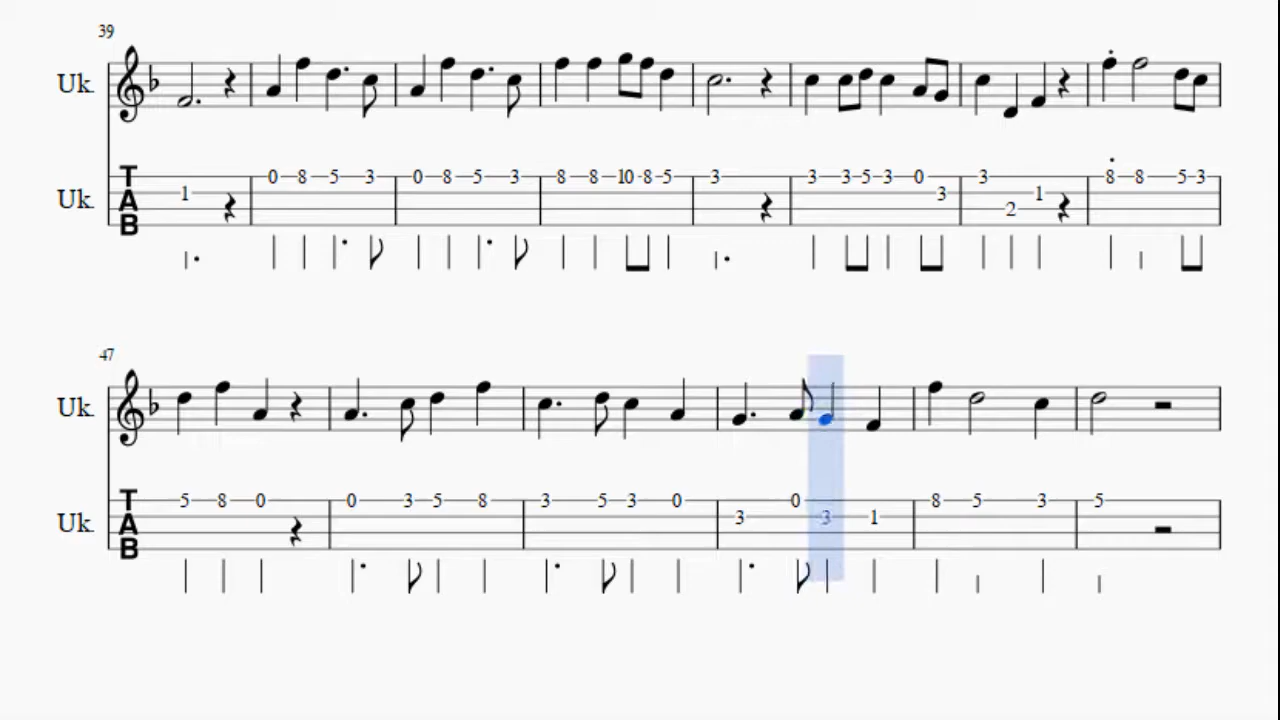 39
Uk.
T 0 8 5 3 0 8 5 3 8 8 10 8 5 3 3 3 5 3 0 3 8 8 5 3
Uk. A 1 3 1
2
B
47
Uk.
T 5 8 0 0 3 5 8 3 5 3 0 0 8 5 3 5
Uk. A 3 3 1
B